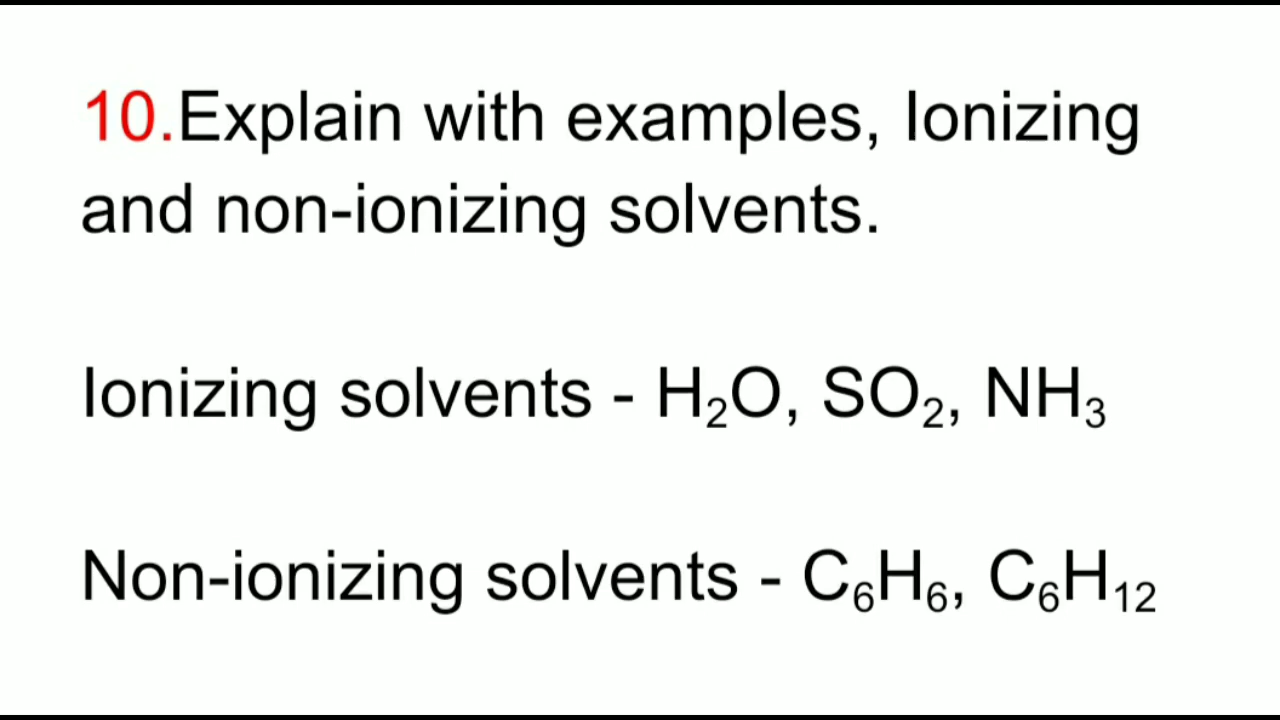 10.Explain with examples, Ionizing
and non-ionizing solvents.
Ionizing solvents - H₂O, SO₂, NH₃
Non-ionizing solvents - C₆H₆, C₆H₁₂